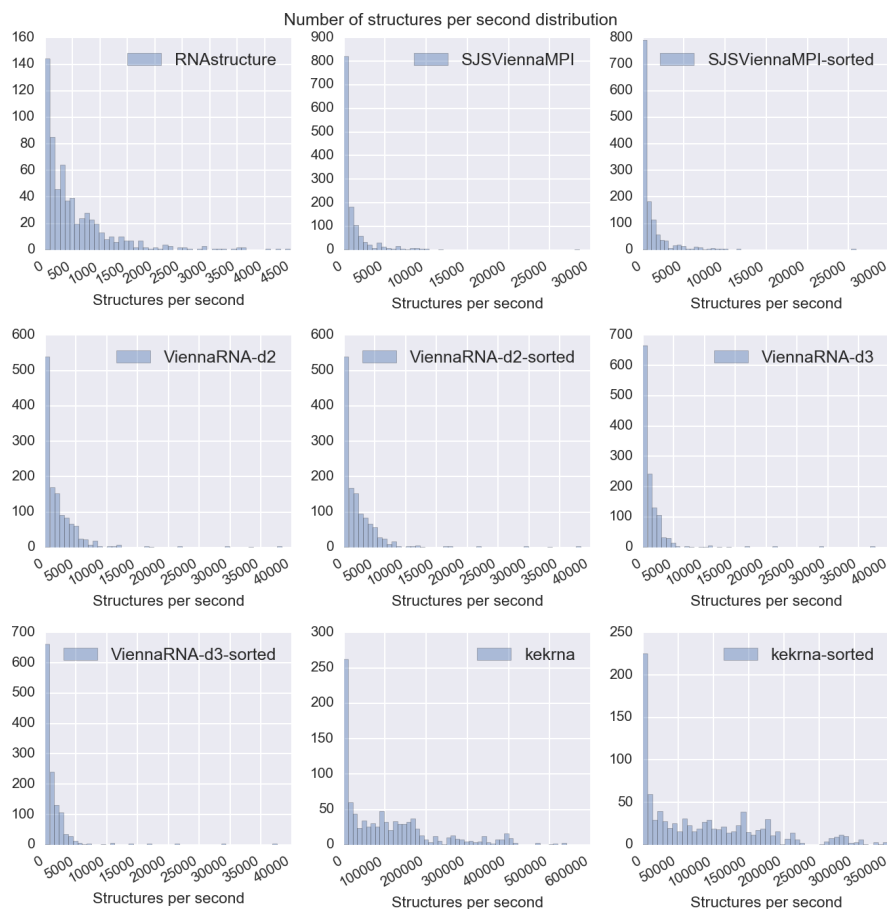 Number of structures per second distribution
RNAstructure
160
140
120
100
80
60
40
20
0
0 500 1000 1500 2000 2500 3000 3500 4000 4500
Structures per second
SJSViennaMPI
900
800
700
600
500
400
300
200
100
0
0 5000 10000 15000 20000 25000 30000
Structures per second
SJSViennaMPI-sorted
800
700
600
500
400
300
200
100
0
0 5000 10000 15000 20000 25000 30000
Structures per second
ViennaRNA-d2
600
500
400
300
200
100
0
0 5000 10000 15000 20000 25000 30000 35000 40000
Structures per second
ViennaRNA-d2-sorted
600
500
400
300
200
100
0
0 5000 10000 15000 20000 25000 30000 35000 40000
Structures per second
ViennaRNA-d3
700
600
500
400
300
200
100
0
0 5000 10000 15000 20000 25000 30000 35000 40000
Structures per second
ViennaRNA-d3-sorted
700
600
500
400
300
200
100
0
0 5000 10000 15000 20000 25000 30000 35000 40000
Structures per second
kekrna
300
250
200
150
100
50
0
0 100000 200000 300000 400000 500000 600000
Structures per second
kekrna-sorted
250
200
150
100
50
0
0 50000 100000 150000 200000 250000 300000 350000
Structures per second